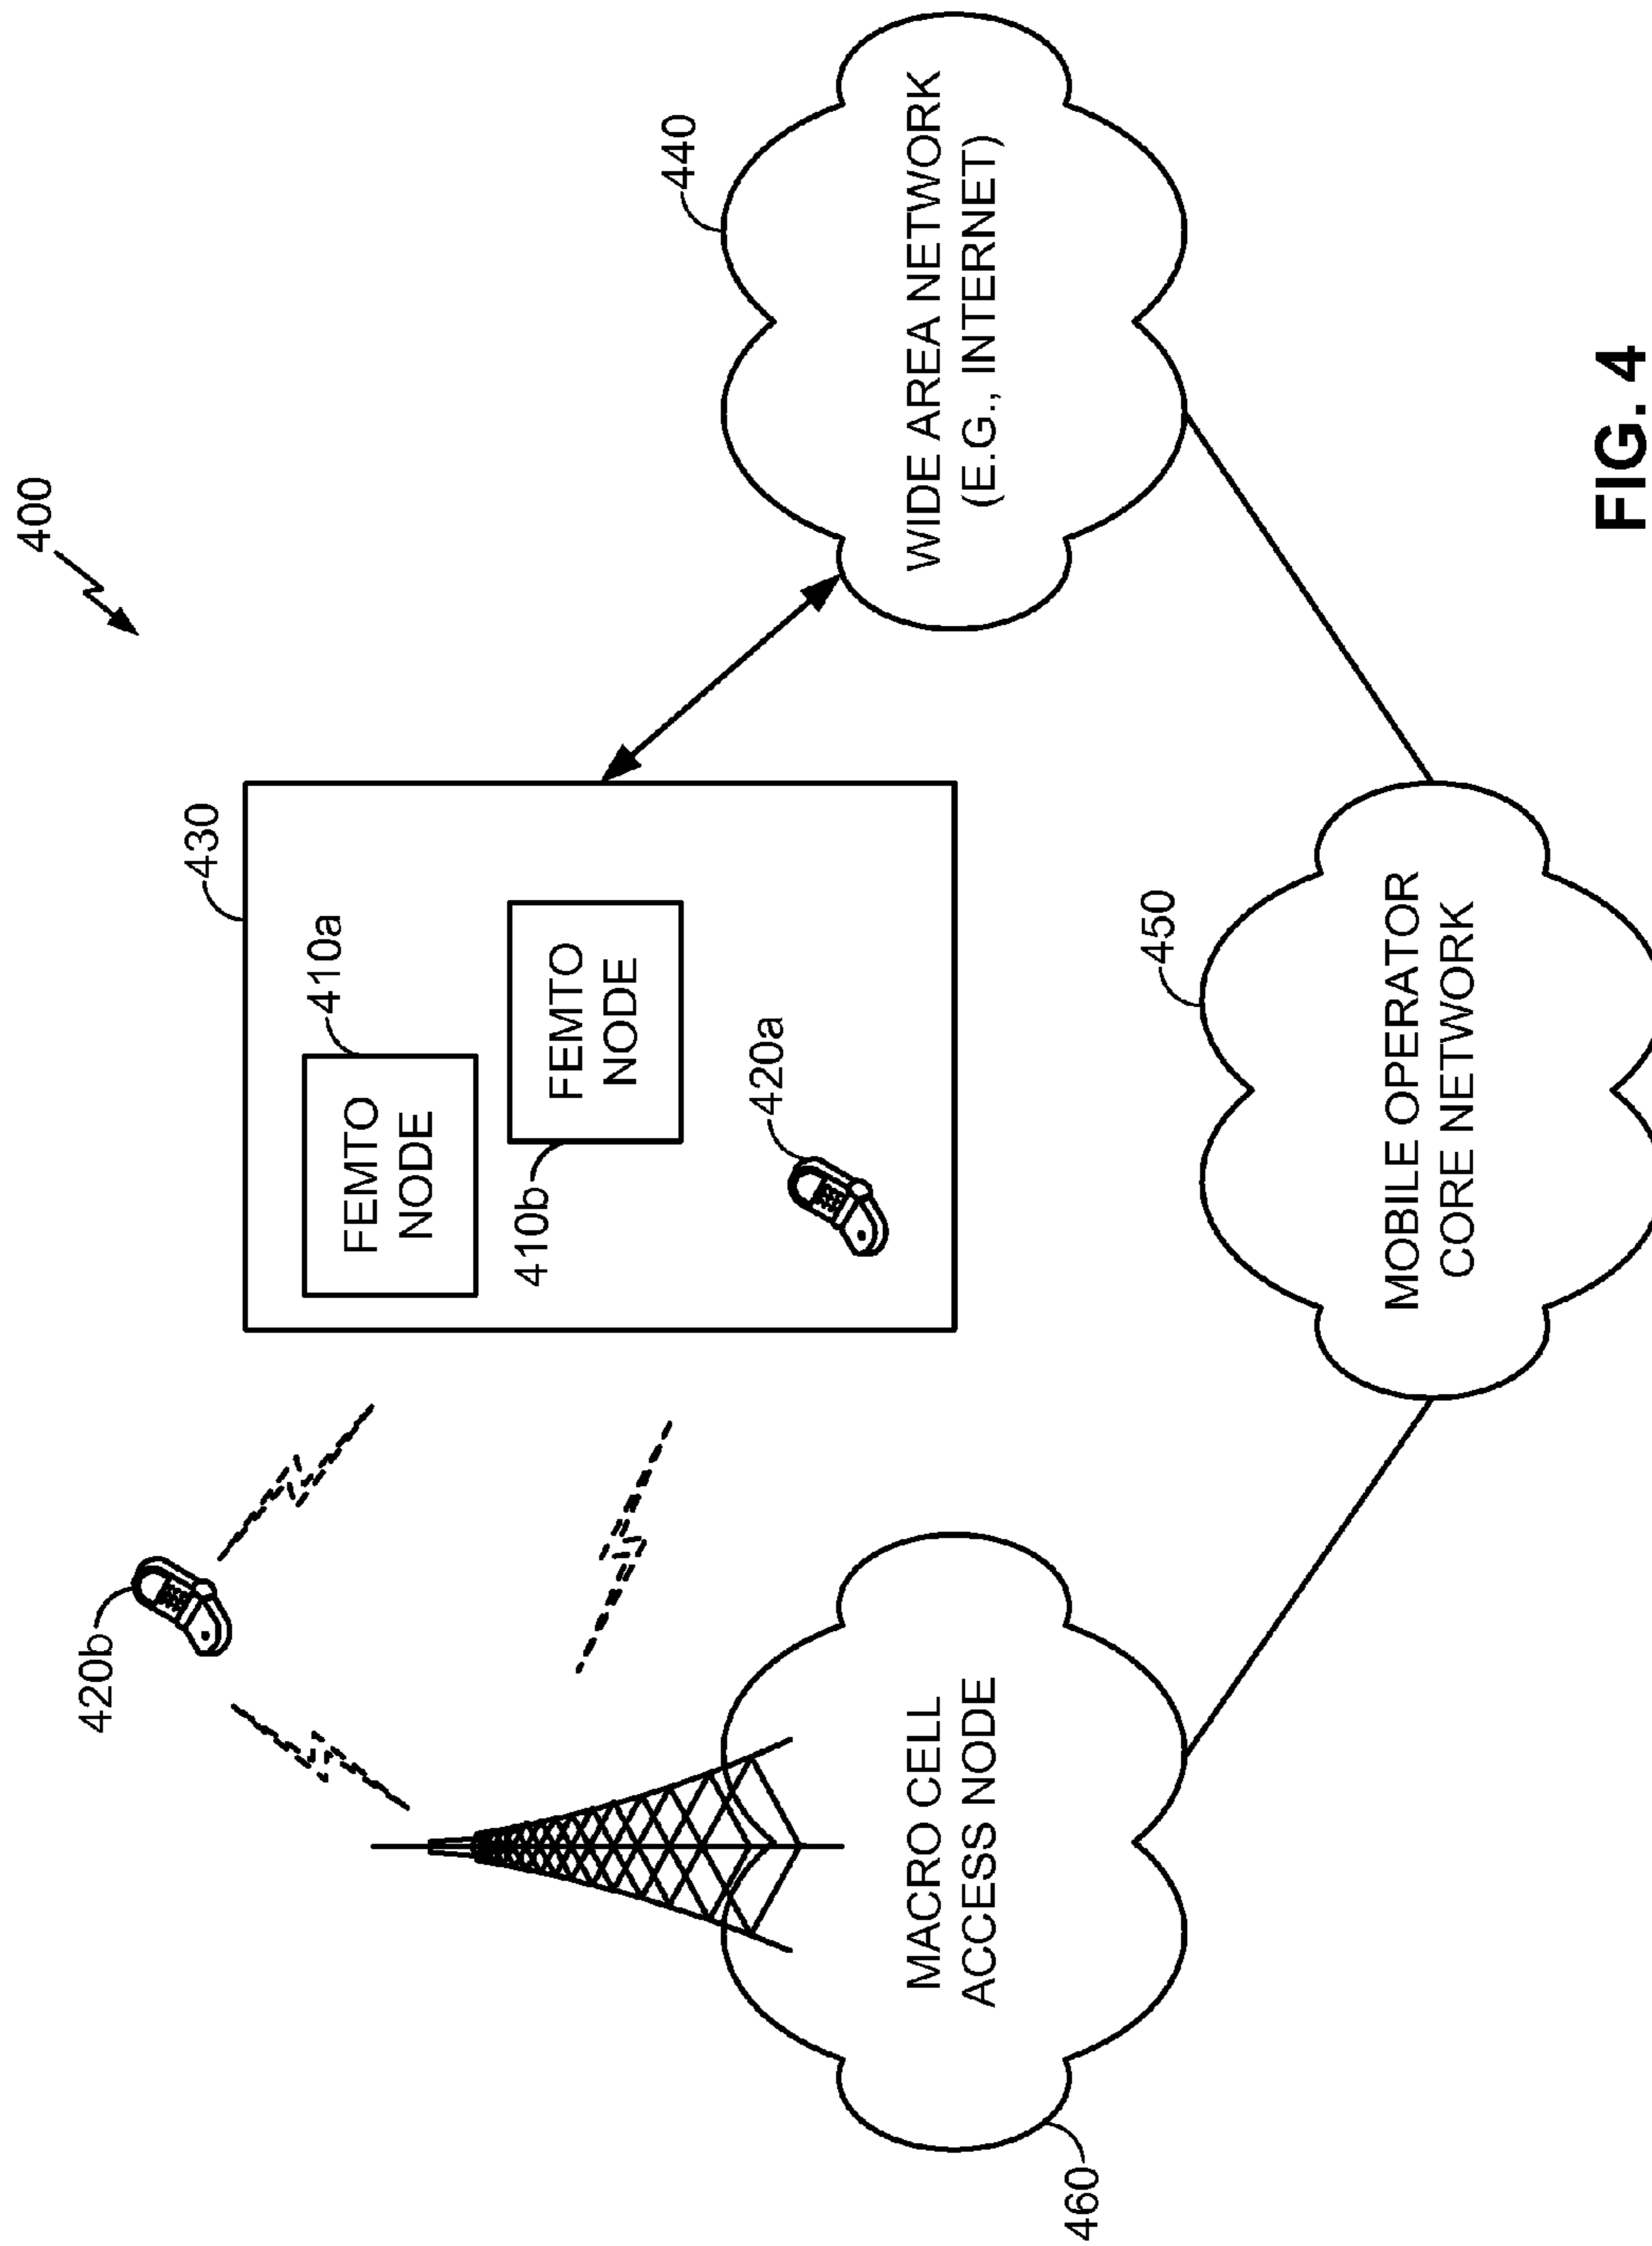 400
420b
430
410a
FEMTO
NODE
410b
FEMTO
NODE
420a
440
WIDE AREA NETWORK
(E.G., INTERNET)
MACRO CELL
ACCESS NODE
460
450
MOBILE OPERATOR
CORE NETWORK
FIG. 4